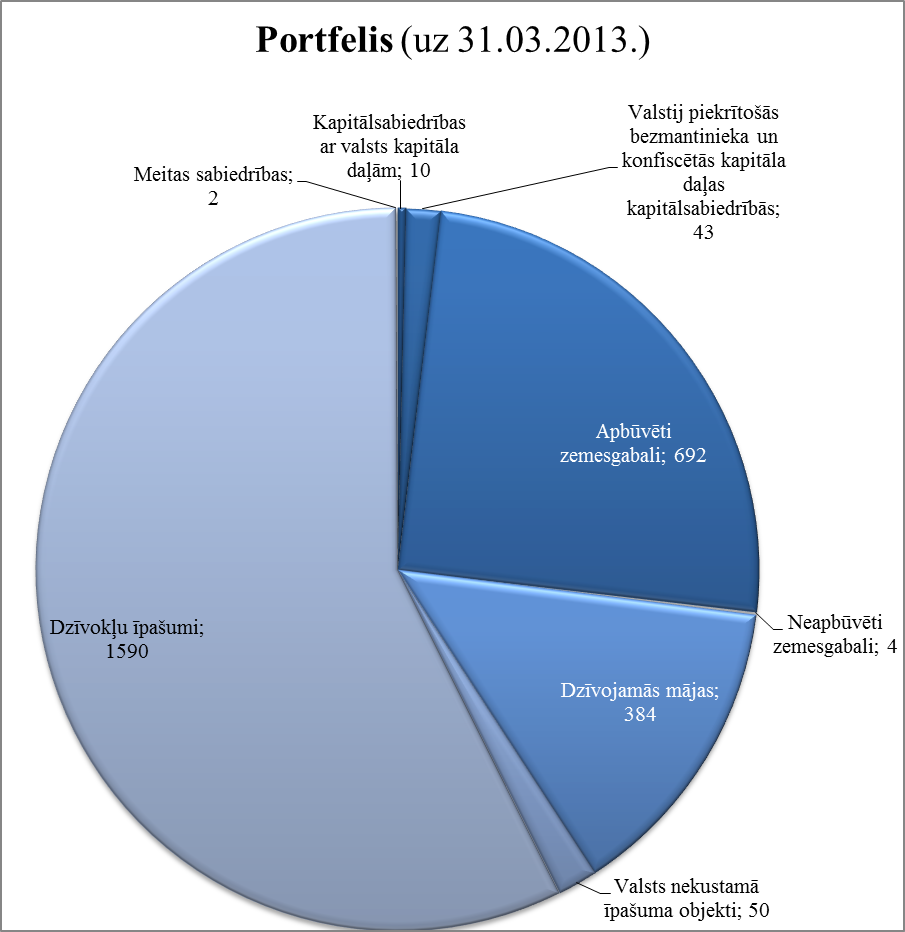 Portfelis (uz 31.03.2013.)
Kapitālsabiedrības
ar valsts kapitāla
daļām; 10
Valstij piekrītošās
bezmantinieka un
konfiscētās kapitāla
daļas
kapitālsabiedrībās;
43
Meitas sabiedrības;
2
Apbūvēti
zemesgabali; 692
Neapbūvēti
zemesgabali; 4
Dzīvokļu īpašumi;
1590
Dzīvojamās mājas;
384
Valsts nekustamā
īpašuma objekti; 50